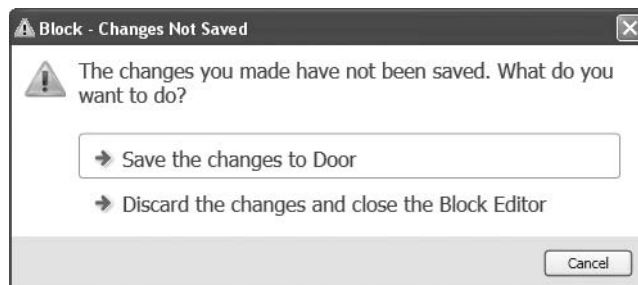 Block - Changes Not Saved
The changes you made have not been saved. What do you
want to do?
Save the changes to Door
Discard the changes and close the Block Editor
Cancel